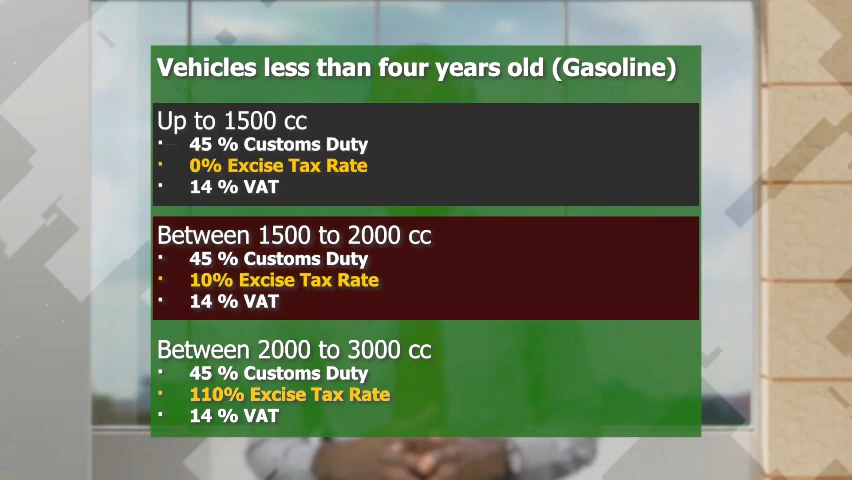 Vehicles less than four years old (Gasoline)
Up to 1500 cc
· 45 % Customs Duty
· 0% Excise Tax Rate
· 14 % VAT
Between 1500 to 2000 cc
· 45 % Customs Duty
· 10% Excise Tax Rate
· 14 % VAT
Between 2000 to 3000 cc
· 45 % Customs Duty
· 110% Excise Tax Rate
· 14 % VAT